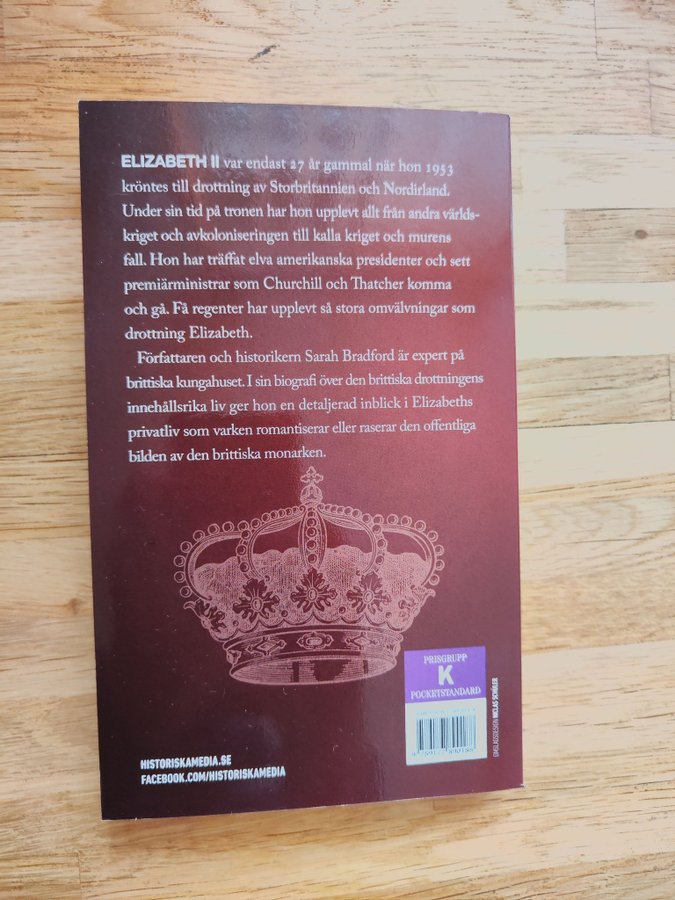 ELIZABETH II var endast 27 år gammal när hon 1953
kröntes till drottning av Storbritannien och Nordirland.
Under sin tid på tronen har hon upplevt allt från andra världs-
kriget och avkoloniseringen till kalla kriget och murens
fall. Hon har träffat elva amerikanska presidenter och sett
premiärministrar som Churchill och Thatcher komma
och gå. Få regenter har upplevt så stora omvälvningar som
drottning Elizabeth.
Författaren och historikern Sarah Bradford är expert på
brittiska kungahuset. I sin biografi över den brittiska drottningens
innehållsrika liv ger hon en detaljerad inblick i Elizabeths
privatliv som varken romantiserar eller raserar den offentliga
bilden av den brittiska monarken.
PRISGRUPP
K
POCKETSTANDARD
OMSLAGSDESIGN NICLAS SCHÜLER
HISTORISKAMEDIA.SE
FACEBOOK.COM/HISTORISKAMEDIA